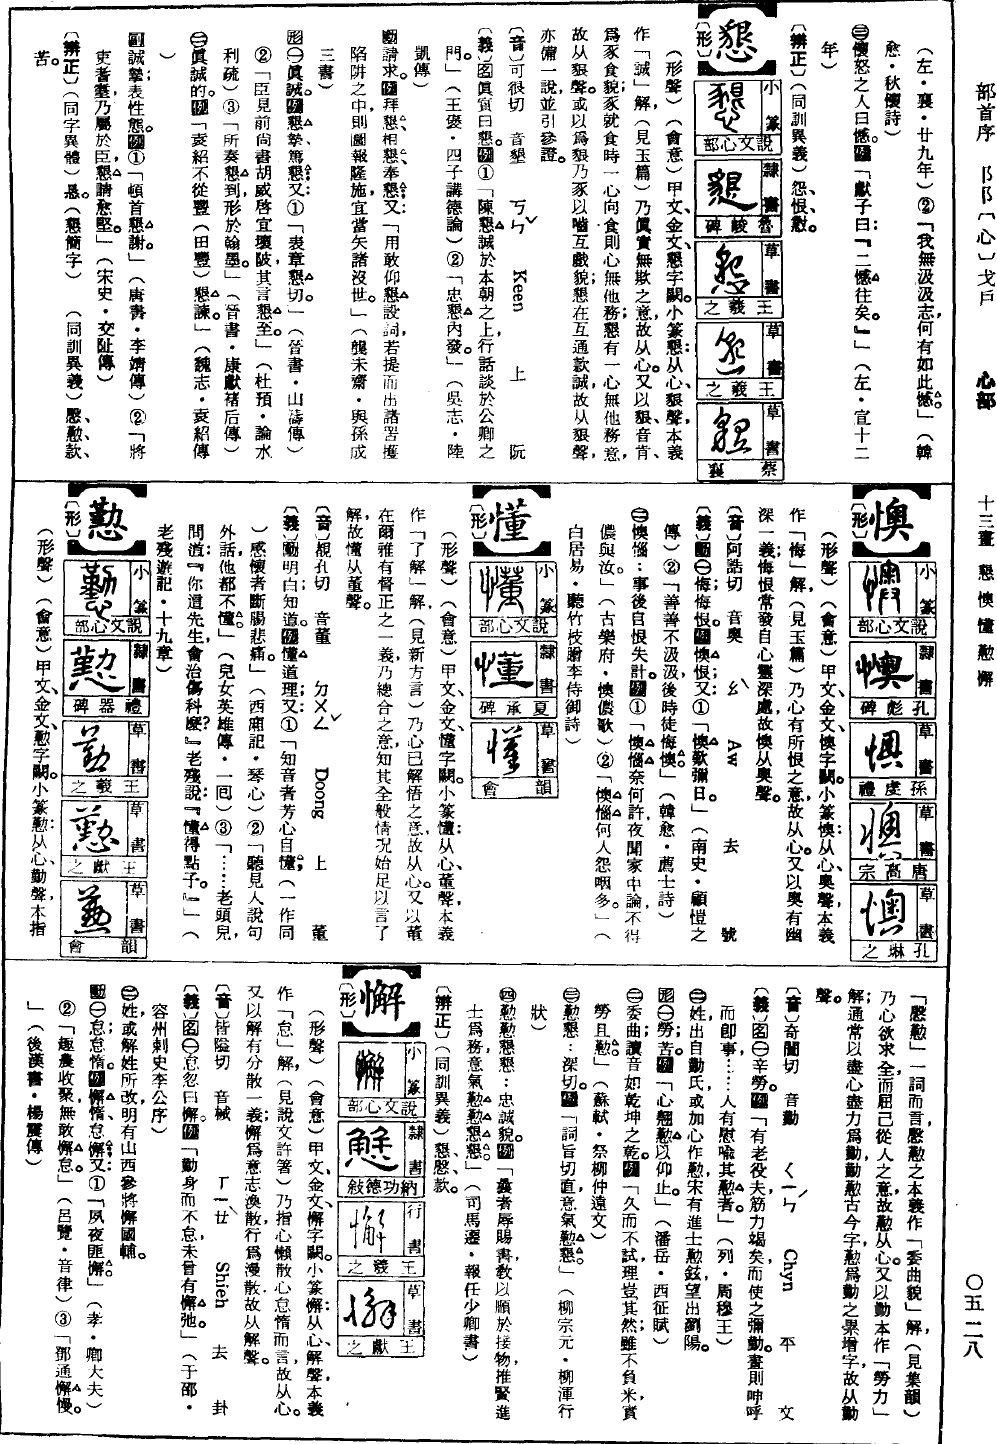 部首序 阝阝〔心〕戈戶 心部 十三畫 懇懊懂懃懈 〇五二八
（左・襄・廿九年）②「我無汲汲志，何有如此憾。」（韓
愈・秋懷詩）
㊂懷怒之人曰憾。例「獻子曰：『二憾往矣。』」（左・宣十二
年）
〔辨正〕（同訓異義）怨、恨、懟。
懇
〔形〕
小篆 說文心部
隸書 魯峻碑
草書 王羲之
草書 王羲之
草書 蔡襄
（形聲）（會意）甲文、金文、懇字闕。小篆懇：从心、貇聲，本義
作「誠」解，（見玉篇）乃眞實無欺之意，故从心。又以貇、音肯，
為豕食貌；豕就食時一心向食，則心無他務；懇有一心無他務意，
故从貇聲。或以為貇乃豕以嚙互戲貌；懇在互通款誠，故从貇聲，
亦備一說並引參證。
〔音〕可很切 音墾 ㄎㄣˇ Keen 上 阮
〔義〕名眞實曰懇。例①「陳懇誠於本朝之上，行話談於公卿之
門。」（王褒・四子講德論）②「忠懇內發。」（吳志・陸
凱傳）
動請求。例拜懇、相懇、奉懇又：「用敢仰懇設詞，若提而出諸罟擭
陷阱之中，則圖報隆施，宜當矢諸沒世。」（龔未齋・與孫成
三書）
形㊀眞誠。例懇摯、篤懇又：①「表章懇切。」（晉書・山濤傳）
②「臣見前尚書胡威啓宜壞陂，其言懇至。」（杜預・論水
利疏）③「所奏懇到，形於翰墨。」（晉書・康獻褚后傳）
㊁眞誠的。例「袁紹不從豐（田豐）懇諫。」（魏志・袁紹傳
）
副誠摯表性態。例①「頓首懇謝。」（唐書・李靖傳）②「將
吏耆耋乃屬於臣，懇請愈堅。」（宋史・交阯傳）
〔辨正〕（同字異體）恳。（懇簡字）（同訓異義）慇、懃、款、
苦。
懊
〔形〕
小篆 說文心部
隸書 孔彪碑
草書 孫虔禮
草書 唐高宗
草書 孔琳之
（形聲）（會意）甲文、金文、懊字闕。小篆懊：从心、奧聲，本義
作「悔」解，（見玉篇）乃心有所恨之意，故从心。又以奧有幽
深一義；悔恨常發自心靈深處，故懊从奧聲。
〔音〕阿誥切 音奧 ㄠˋ Aw 去 號
〔義〕動㊀悔；悔恨。例懊恨又：①「懊歎彌日。」（南史・顧愷之
傳）②「善善不汲汲，後時徒悔懊。」（韓愈・薦士詩）
㊁懊惱：事後自恨失計。例①「懊惱奈何許，夜聞家中論，不得
儂與汝。」（古樂府・懊儂歌）②「懊惱何人怨咽多。」（
白居易・聽竹枝贈李侍御詩）
懂
〔形〕
小篆 說文心部
隸書 夏承碑
草書 韻會
（形聲）（會意）甲文、金文、懂字闕。小篆懂：从心、董聲，本義
作「了解」解，（見新方言）乃心已解悟之意，故从心。又以董
在爾雅有督正之一義，乃總合之意，知其全般情况始足以言了
解，故懂从董聲。
〔音〕覩孔切 音董 ㄉㄨㄥˇ Doong 上 董
〔義〕動明白；知道。例懂道理又：①「知音者芳心自懂；（一作同
）感懷者斷腸悲痛。」（西廂記・琴心）②「聽見人說句
外話，他都不懂。」（兒女英雄傳・一囘）③「……老頭兒
問道：『你這先生會治傷科麼？』老殘說：『懂得點子。』」（
老殘遊記・十九章）
懃
〔形〕
小篆 說文心部
隸書 禮器碑
草書 王羲之
草書 王獻之
草書 韻會
（形聲）（會意）甲文、金文、懃字闕。小篆懃：从心、勤聲，本指
「慇懃」一詞而言，慇懃之本義作「委曲貌」解，（見集韻）
乃心欲求全而屈己從人之意，故懃从心。又以勤本作「勞力」
解，通常以盡心盡力為勤，勤懃古今字；懃為勤之累增字，故从勤
聲。
〔音〕奇闇切 音勤 ㄑㄧㄣˊ Chyn 平 文
〔義〕名㊀辛勞。例「有老役夫，筋力竭矣，而使之彌勤。晝則呻呼
而卽事；……人有慰喩其懃者。」（列・周穆王）
㊁姓。出自勤氏，或加心作懃。宋有進士懃鉉，望出劉陽。
形㊀勞；苦。例「心翹懃以仰止。」（潘岳・西征賦）
㊁委曲；讀音如乾坤之乾。例「久而不試，理豈其然，雖不負米，實
勞且懃。」（蘇軾・祭柳仲遠文）
㊂懃懇：深切。例「詞旨切直，意氣懃懇。」（柳宗元・柳渾行
狀）
㊃懃懃懇懇：忠誠貌。例「曩者辱賜書，教以順於接物，推賢進
士為務，意氣懃懃懇懇。」（司馬遷・報任少卿書）
〔辨正〕（同訓異義）懇、慇、款。
懈
〔形〕
小篆 說文心部
隸書 納功德敍
行書 王羲之
草書 王獻之
（形聲）（會意）甲文、金文、懈字闕。小篆懈：从心、解聲，本義
作「怠」解，（見說文許箸）乃指心懶散心怠惰而言，故从心。
又以解有分散一義；懈為意志渙散，行為漫散，故从解聲。
〔音〕皆隘切 音械 ㄒㄧㄝˋ Shieh 去 卦
〔義〕名㊀怠忽曰懈。例「勤身而不怠，未曾有懈弛。」（于邵・
容州剌史李公序）
㊁姓。或解姓所改，明有山西參將懈國輔。
動㊀怠；怠惰。例懈惰、怠懈又：①「夙夜匪懈。」（孝・卿大夫）
②「趣農收聚，無敢懈怠。」（呂覽・音律）③「鄧通懈慢。
」（後漢書・楊震傳）